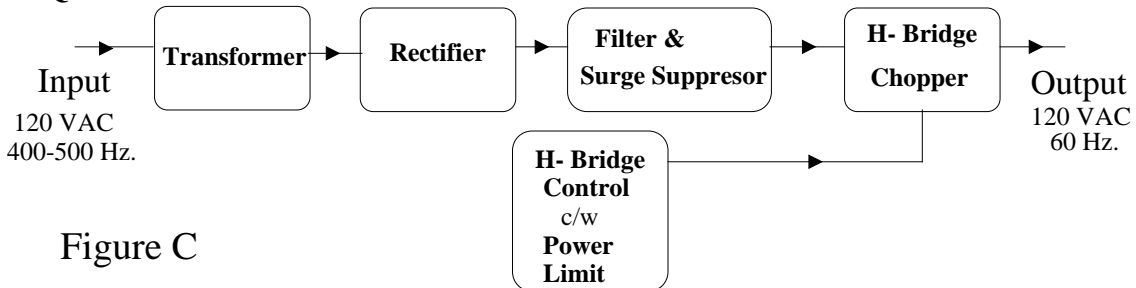 Transformer
Rectifier
Filter &
Surge Suppresor
H- Bridge
Chopper
Input
120 VAC
400-500 Hz.
Output
120 VAC
60 Hz.
H- Bridge
Control
c/w
Power
Limit
Figure C